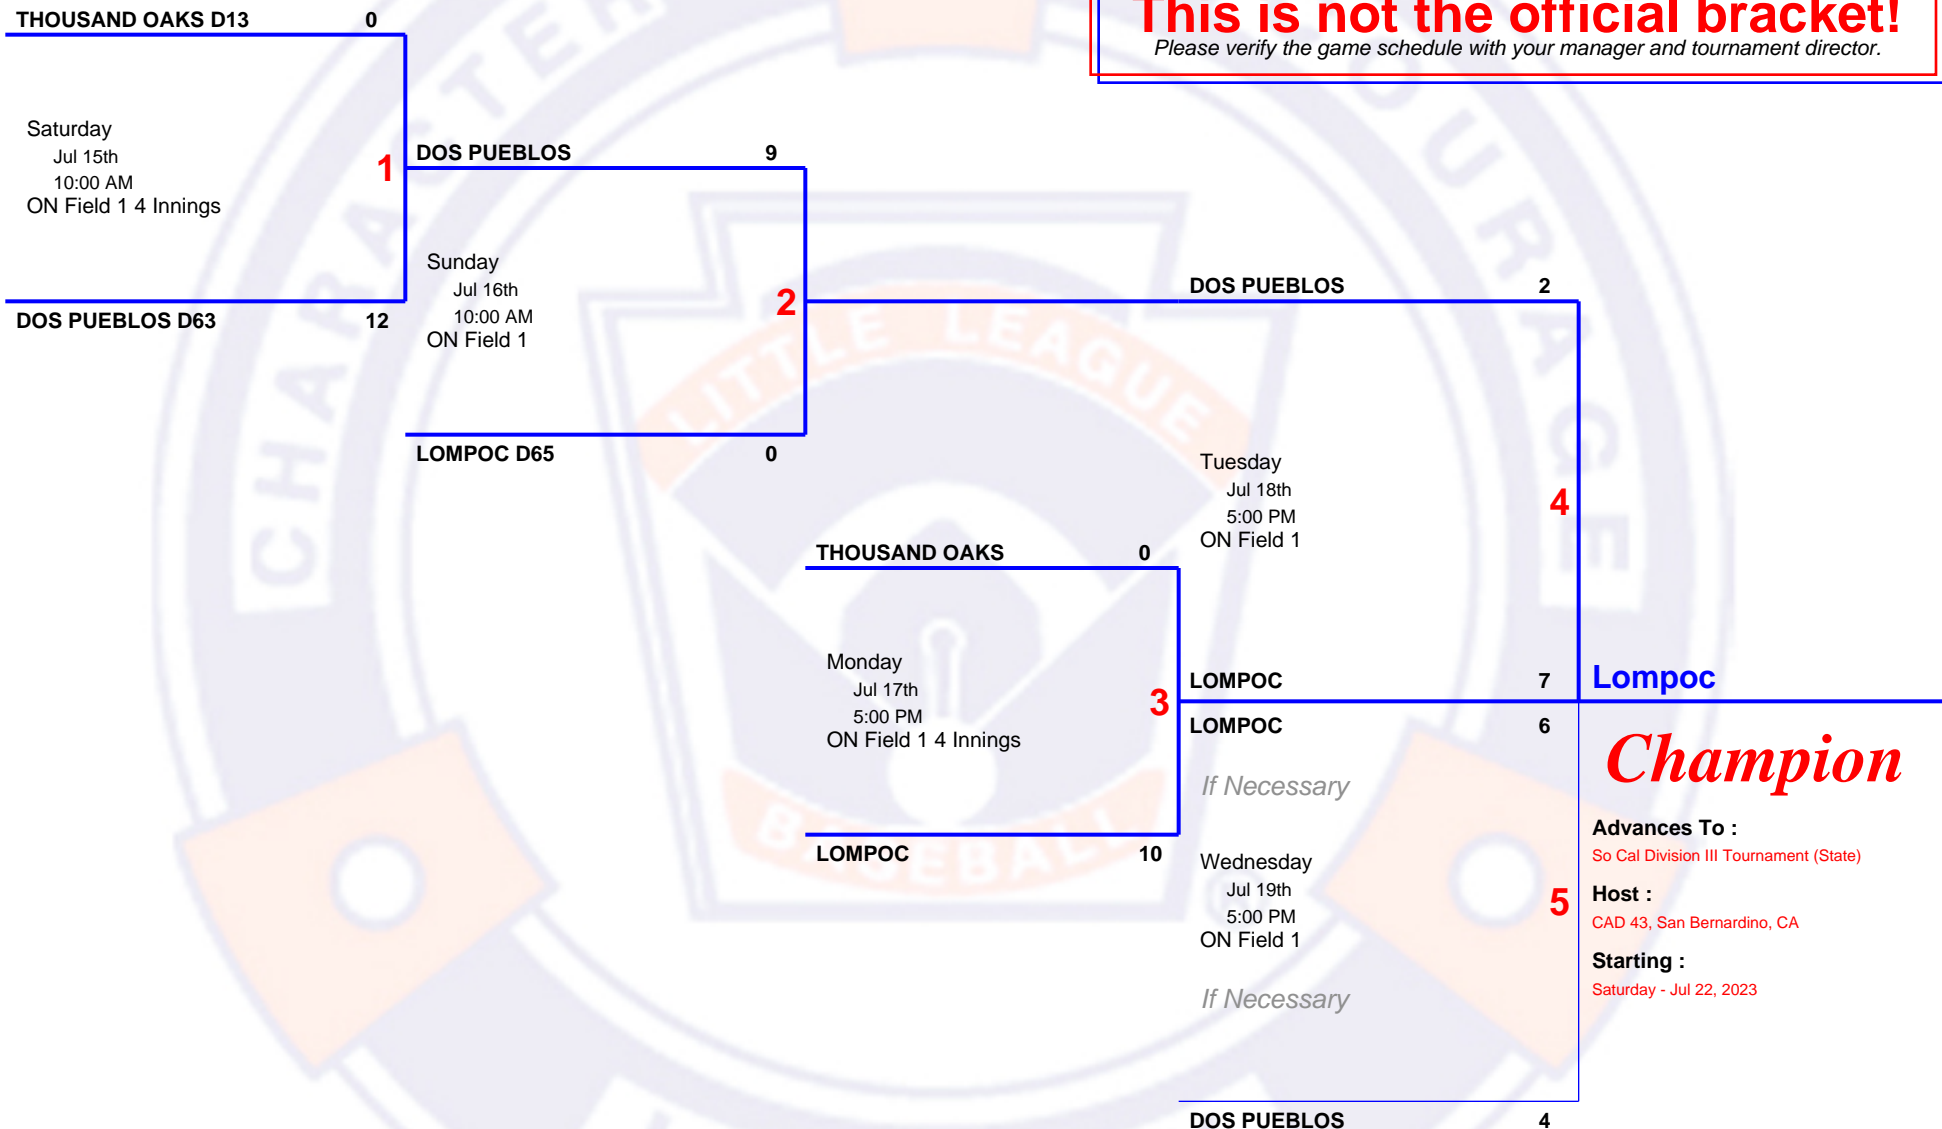 THOUSAND OAKS D13 0
This is not the official bracket!
Please verify the game schedule with your manager and tournament director.
Saturday
Jul 15th
10:00 AM
ON Field 1 4 Innings
1
DOS PUEBLOS D63 12
DOS PUEBLOS 9
Sunday
Jul 16th
10:00 AM
ON Field 1
2
LOMPOC D65 0
THOUSAND OAKS 0
Monday
Jul 17th
5:00 PM
ON Field 1 4 Innings
3
LOMPOC 10
DOS PUEBLOS 2
Tuesday
Jul 18th
5:00 PM
ON Field 1
4
LOMPOC 7
LOMPOC 6
If Necessary
Wednesday
Jul 19th
5:00 PM
ON Field 1
5
If Necessary
DOS PUEBLOS 4
Lompoc
Champion
Advances To :
So Cal Division III Tournament (State)
Host :
CAD 43, San Bernardino, CA
Starting :
Saturday - Jul 22, 2023
CHARACTER
COURAGE
LITTLE LEAGUE
BASEBALL
®